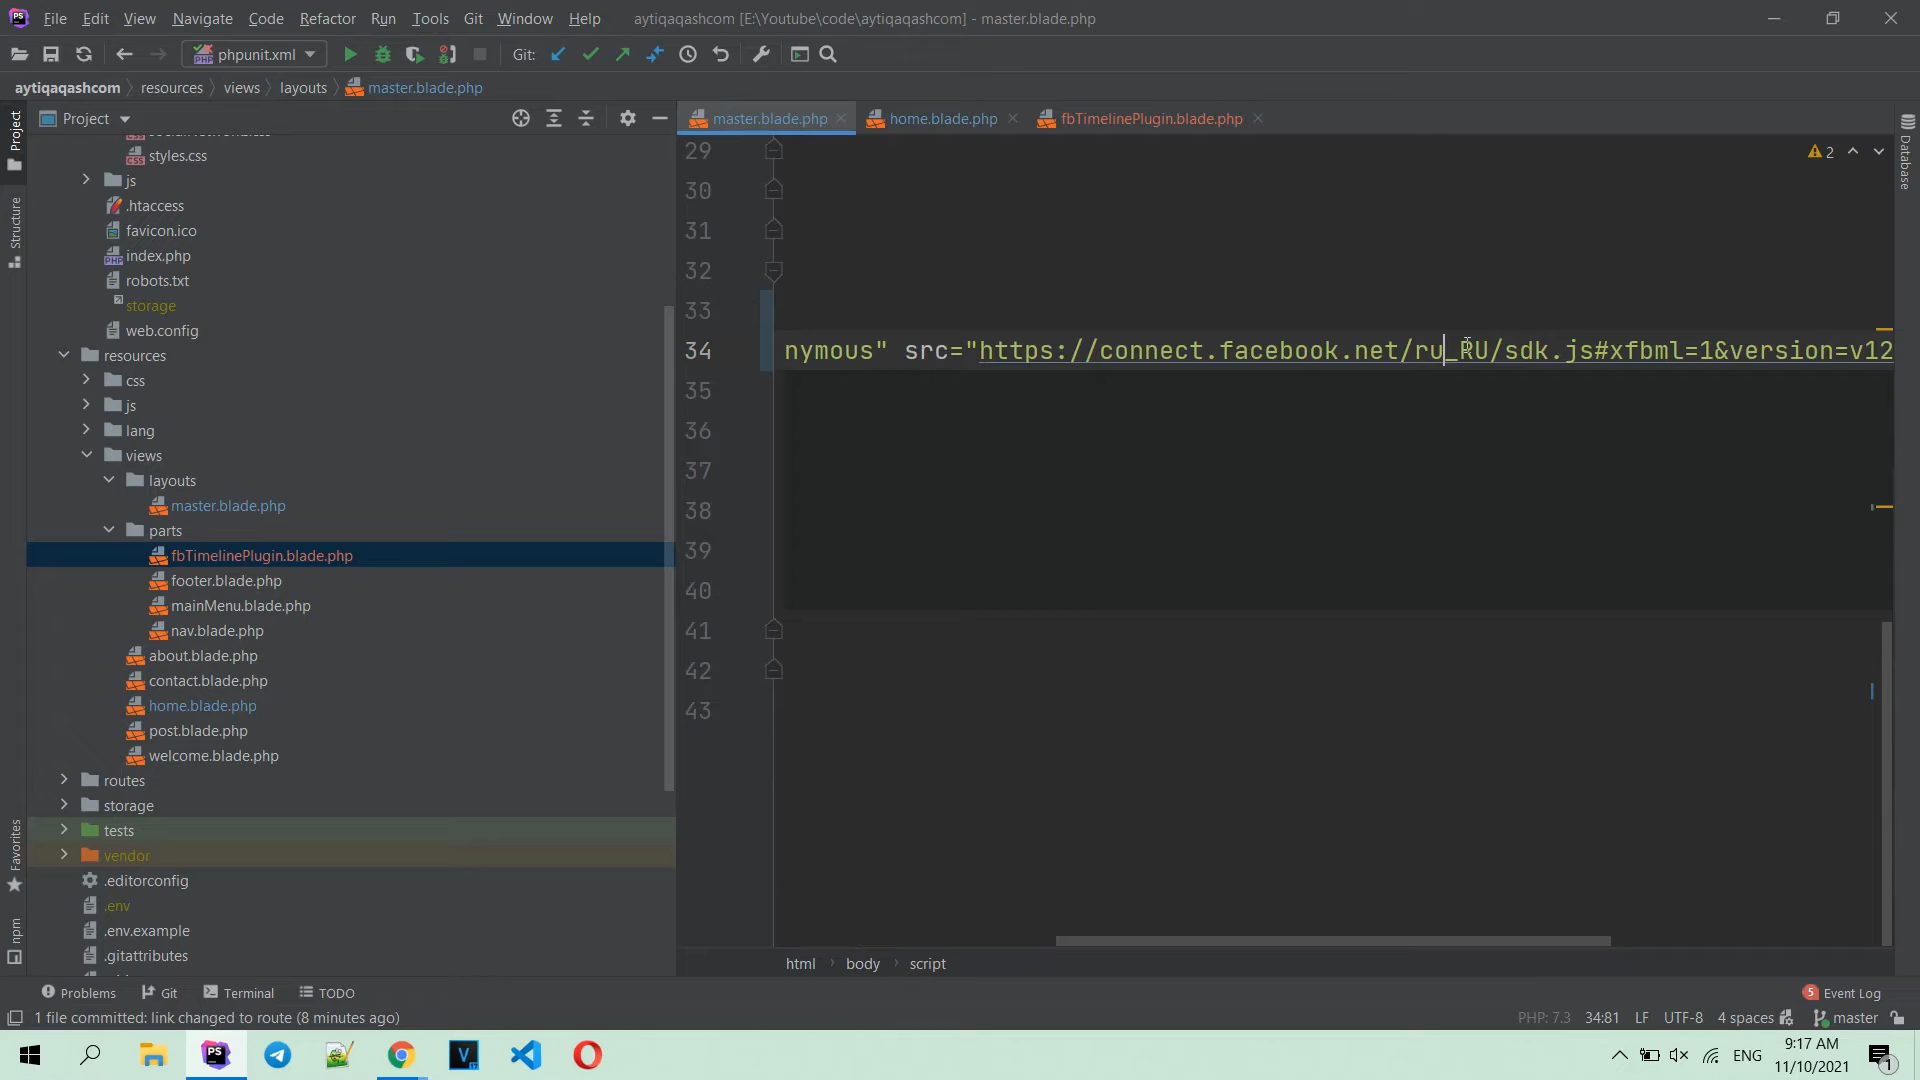 File Edit View Navigate Code Refactor Run Tools Git Window Help aytiqaqashcom [E:\Youtube\code\aytiqaqashcom] - master.blade.php
phpunit.xml Git:
aytiqaqashcom resources views layouts master.blade.php
Project
master.blade.php home.blade.php fbTimelinePlugin.blade.php
Project
Structure
Favorites
npm
Database
styles.css
js
.htaccess
favicon.ico
index.php
robots.txt
storage
web.config
resources
css
js
lang
views
layouts
master.blade.php
parts
fbTimelinePlugin.blade.php
footer.blade.php
mainMenu.blade.php
nav.blade.php
about.blade.php
contact.blade.php
home.blade.php
post.blade.php
welcome.blade.php
routes
storage
tests
vendor
.editorconfig
.env
.env.example
.gitattributes
2
29
30
31
32
33
34 nymous" src="https://connect.facebook.net/ru_RU/sdk.js#xfbml=1&version=v12
35
36
37
38
39
40
41
42
43
html body script
Problems Git Terminal TODO 5 Event Log
1 file committed: link changed to route (8 minutes ago) PHP: 7.3 34:81 LF UTF-8 4 spaces master
ENG 9:17 AM
11/10/2021 1